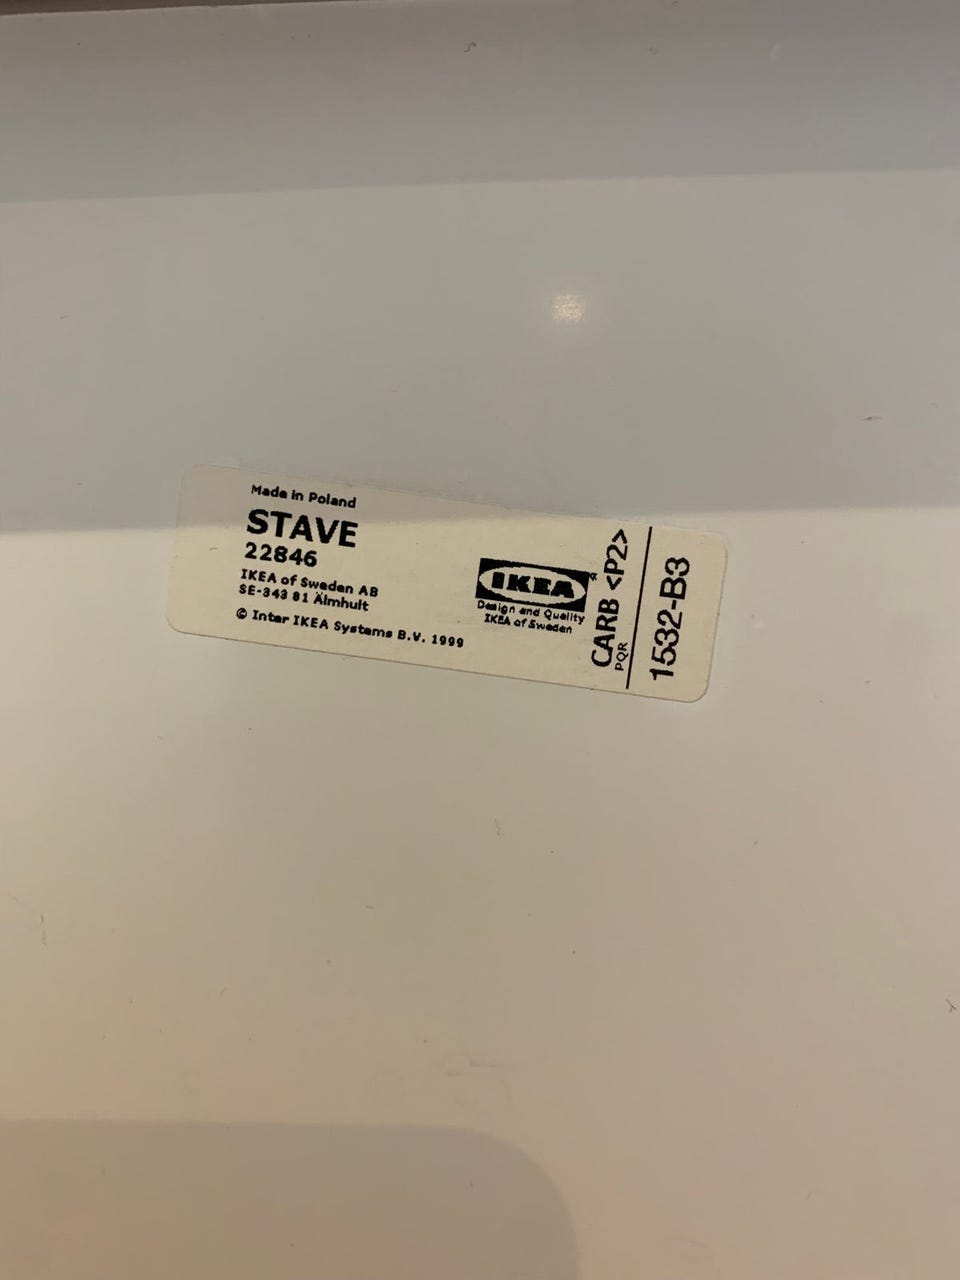 Made in Poland
STAVE
22846
IKEA of Sweden AB
SE-343 81 Älmhult
© Inter IKEA Systems B.V. 1999
IKEA®
Design and Quality
IKEA of Sweden
CARB <P2>
PQR
1532-B3